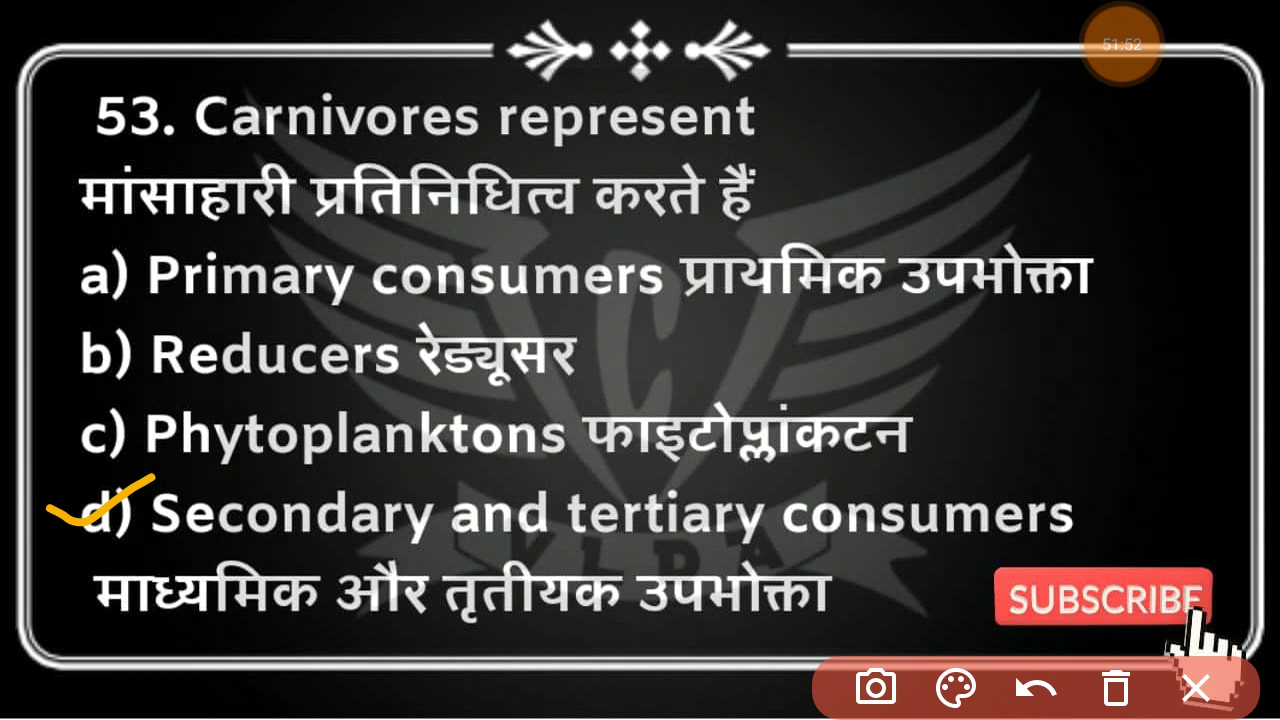 51:52
53. Carnivores represent
मांसाहारी प्रतिनिधित्व करते हैं
a) Primary consumers प्राथमिक उपभोक्ता
b) Reducers रेड्यूसर
c) Phytoplanktons फाइटोप्लांकटन
d) Secondary and tertiary consumers
माध्यमिक और तृतीयक उपभोक्ता
SUBSCRIBE